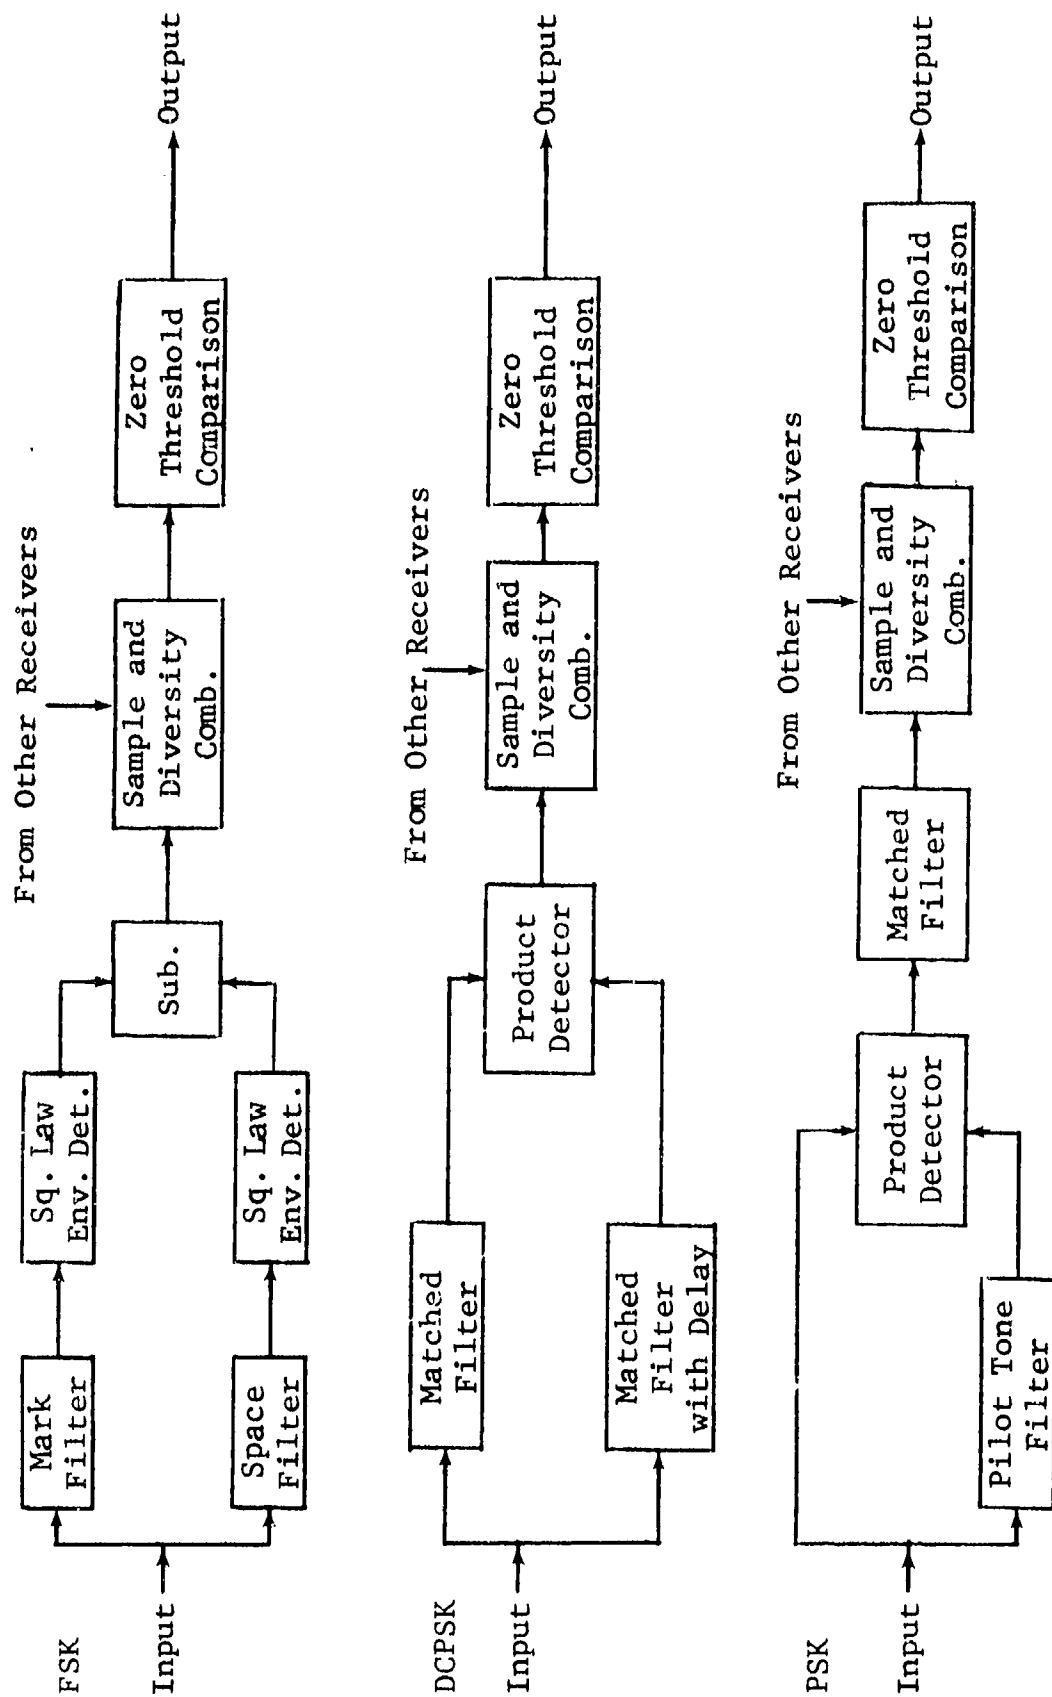 FSK
Input
Mark
Filter
Space
Filter
Sq. Law
Env. Det.
Sq. Law
Env. Det.
Sub.
From Other Receivers
Sample and
Diversity
Comb.
Zero
Threshold
Comparison
Output
DCPSK
Input
Matched
Filter
Matched
Filter
with Delay
Product
Detector
From Other Receivers
Sample and
Diversity
Comb.
Zero
Threshold
Comparison
Output
PSK
Input
Pilot Tone
Filter
Product
Detector
Matched
Filter
From Other Receivers
Sample and
Diversity
Comb.
Zero
Threshold
Comparison
Output